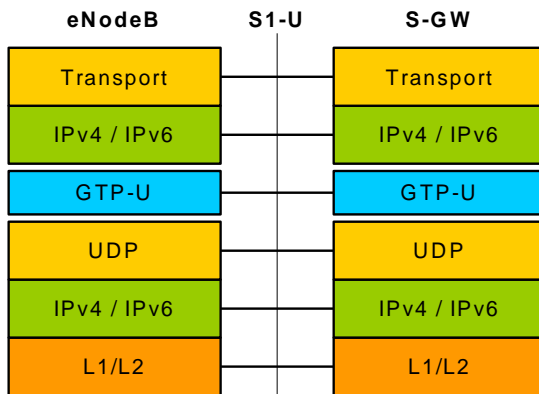 eNodeB S1-U S-GW
Transport Transport
IPv4 / IPv6 IPv4 / IPv6
GTP-U GTP-U
UDP UDP
IPv4 / IPv6 IPv4 / IPv6
L1/L2 L1/L2